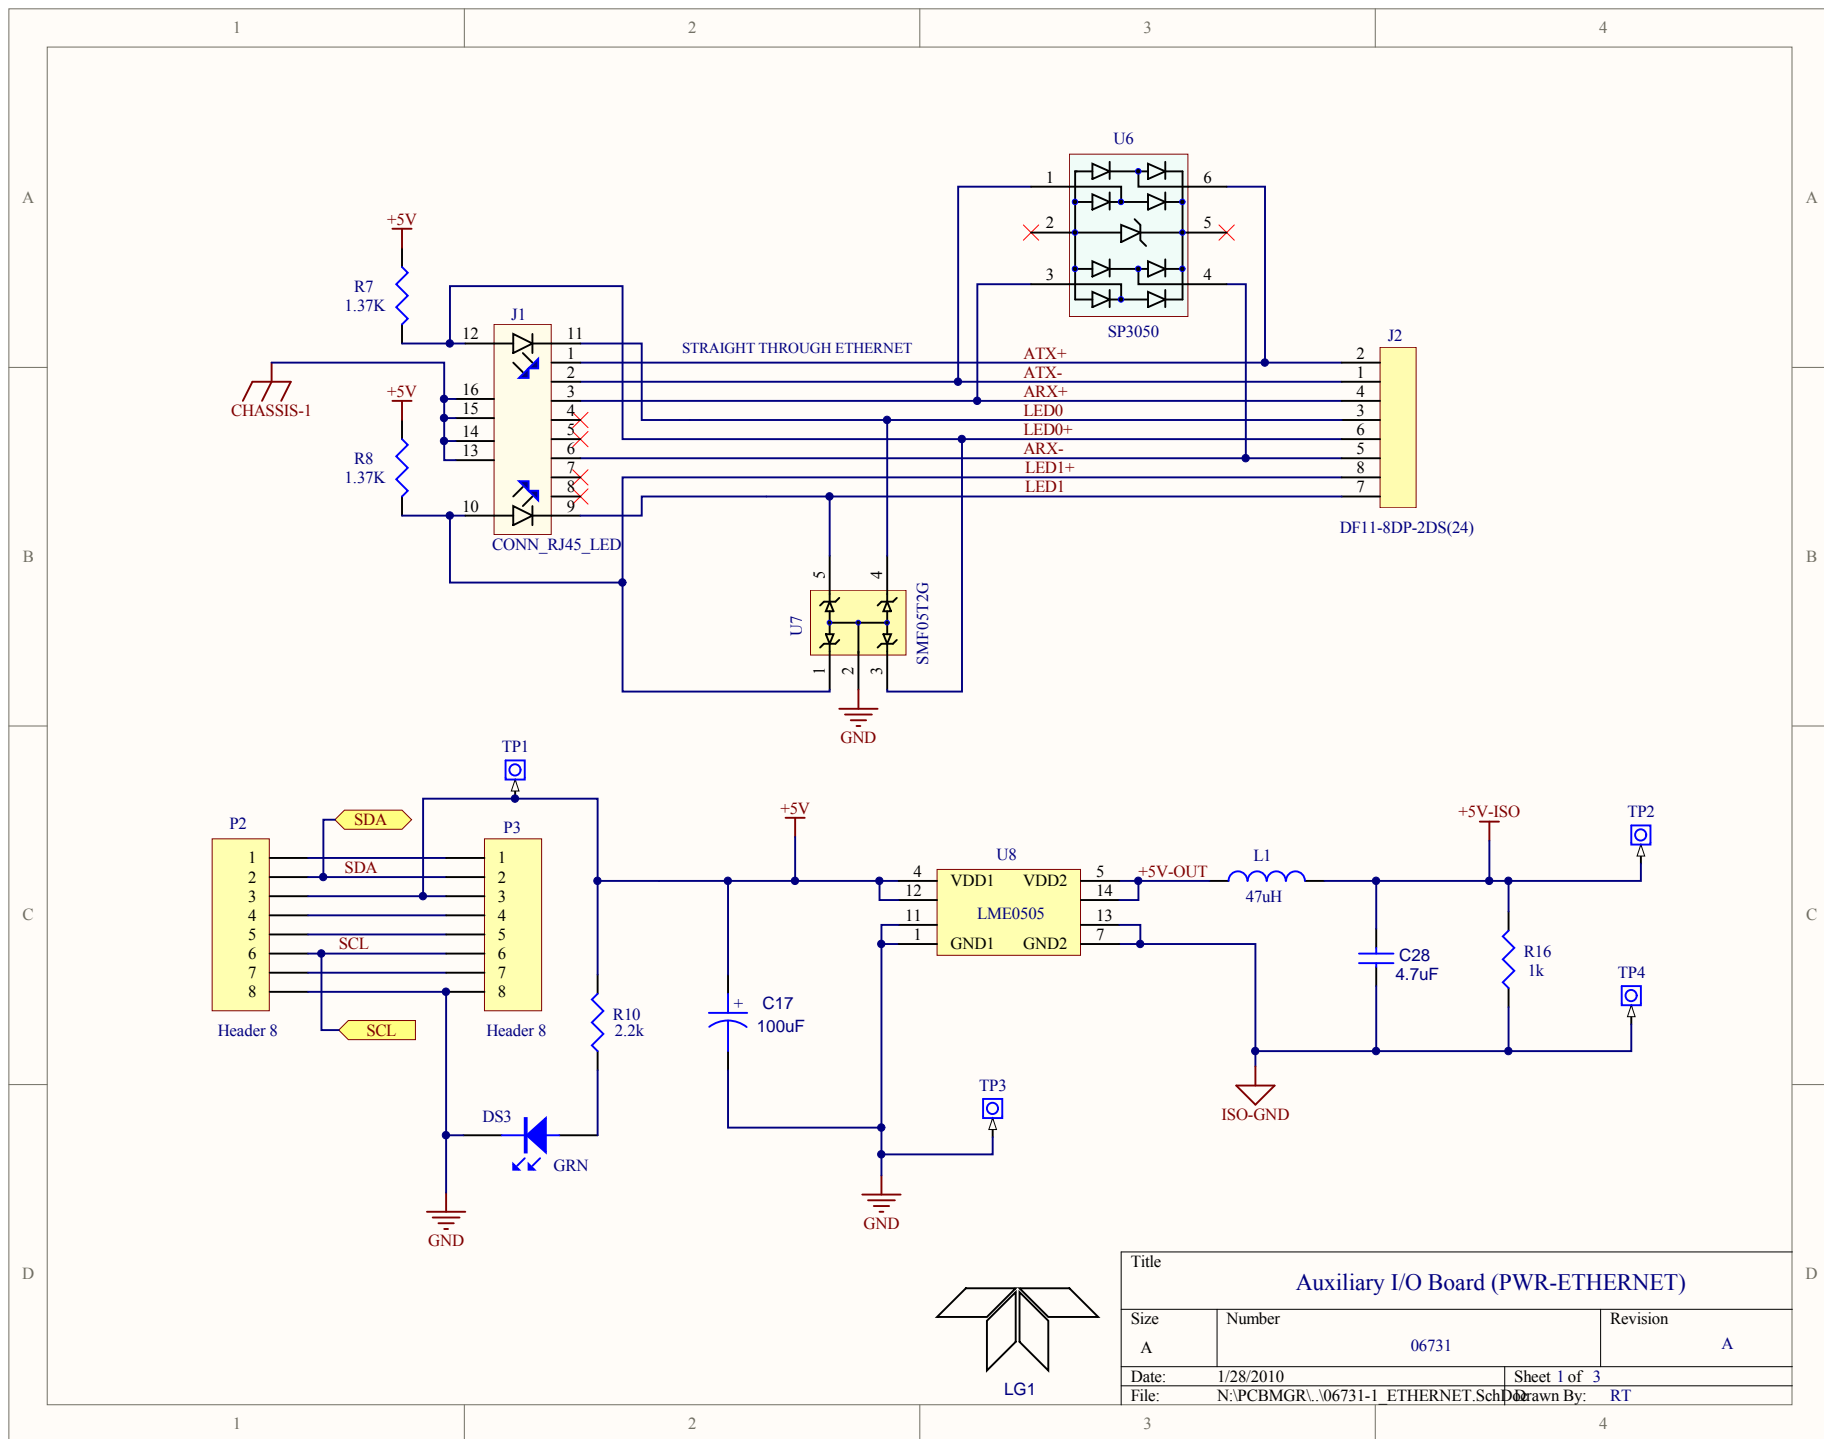 1 2 3 4
A A
B B
C C
D D
1 2 3 4
U6
1 6
2 5
3 4
SP3050
+5V
R7
1.37K
J1
12 11
1
2
3
4
5
6
7
8
10 9
16
15
14
13
CONN_RJ45_LED
CHASSIS-1
+5V
R8
1.37K
STRAIGHT THROUGH ETHERNET
ATX+
ATX-
ARX+
LED0
LED0+
ARX-
LED1+
LED1
J2
2
1
4
3
6
5
8
7
DF11-8DP-2DS(24)
5 4
U7
SMF05T2G
1 2 3
GND
TP1
P2
SDA
P3
1 1
2 SDA 2
3 3
4 4
5 5
6 SCL 6
7 7
8 8
Header 8
SCL
Header 8
R10
2.2k
DS3
GRN
GND
+5V
C17
+
100uF
U8
4 VDD1 VDD2 5
12 14
LME0505
11 13
1 GND1 GND2 7
+5V-OUT
L1
47uH
+5V-ISO
TP2
C28
4.7uF
R16
1k
TP4
ISO-GND
TP3
GND
LG1
Title
Auxiliary I/O Board (PWR-ETHERNET)
Size Number Revision
A 06731 A
Date: 1/28/2010 Sheet 1 of 3
File: N:\PCBMGR\..\06731-1_ETHERNET.SchDoc Drawn By: RT